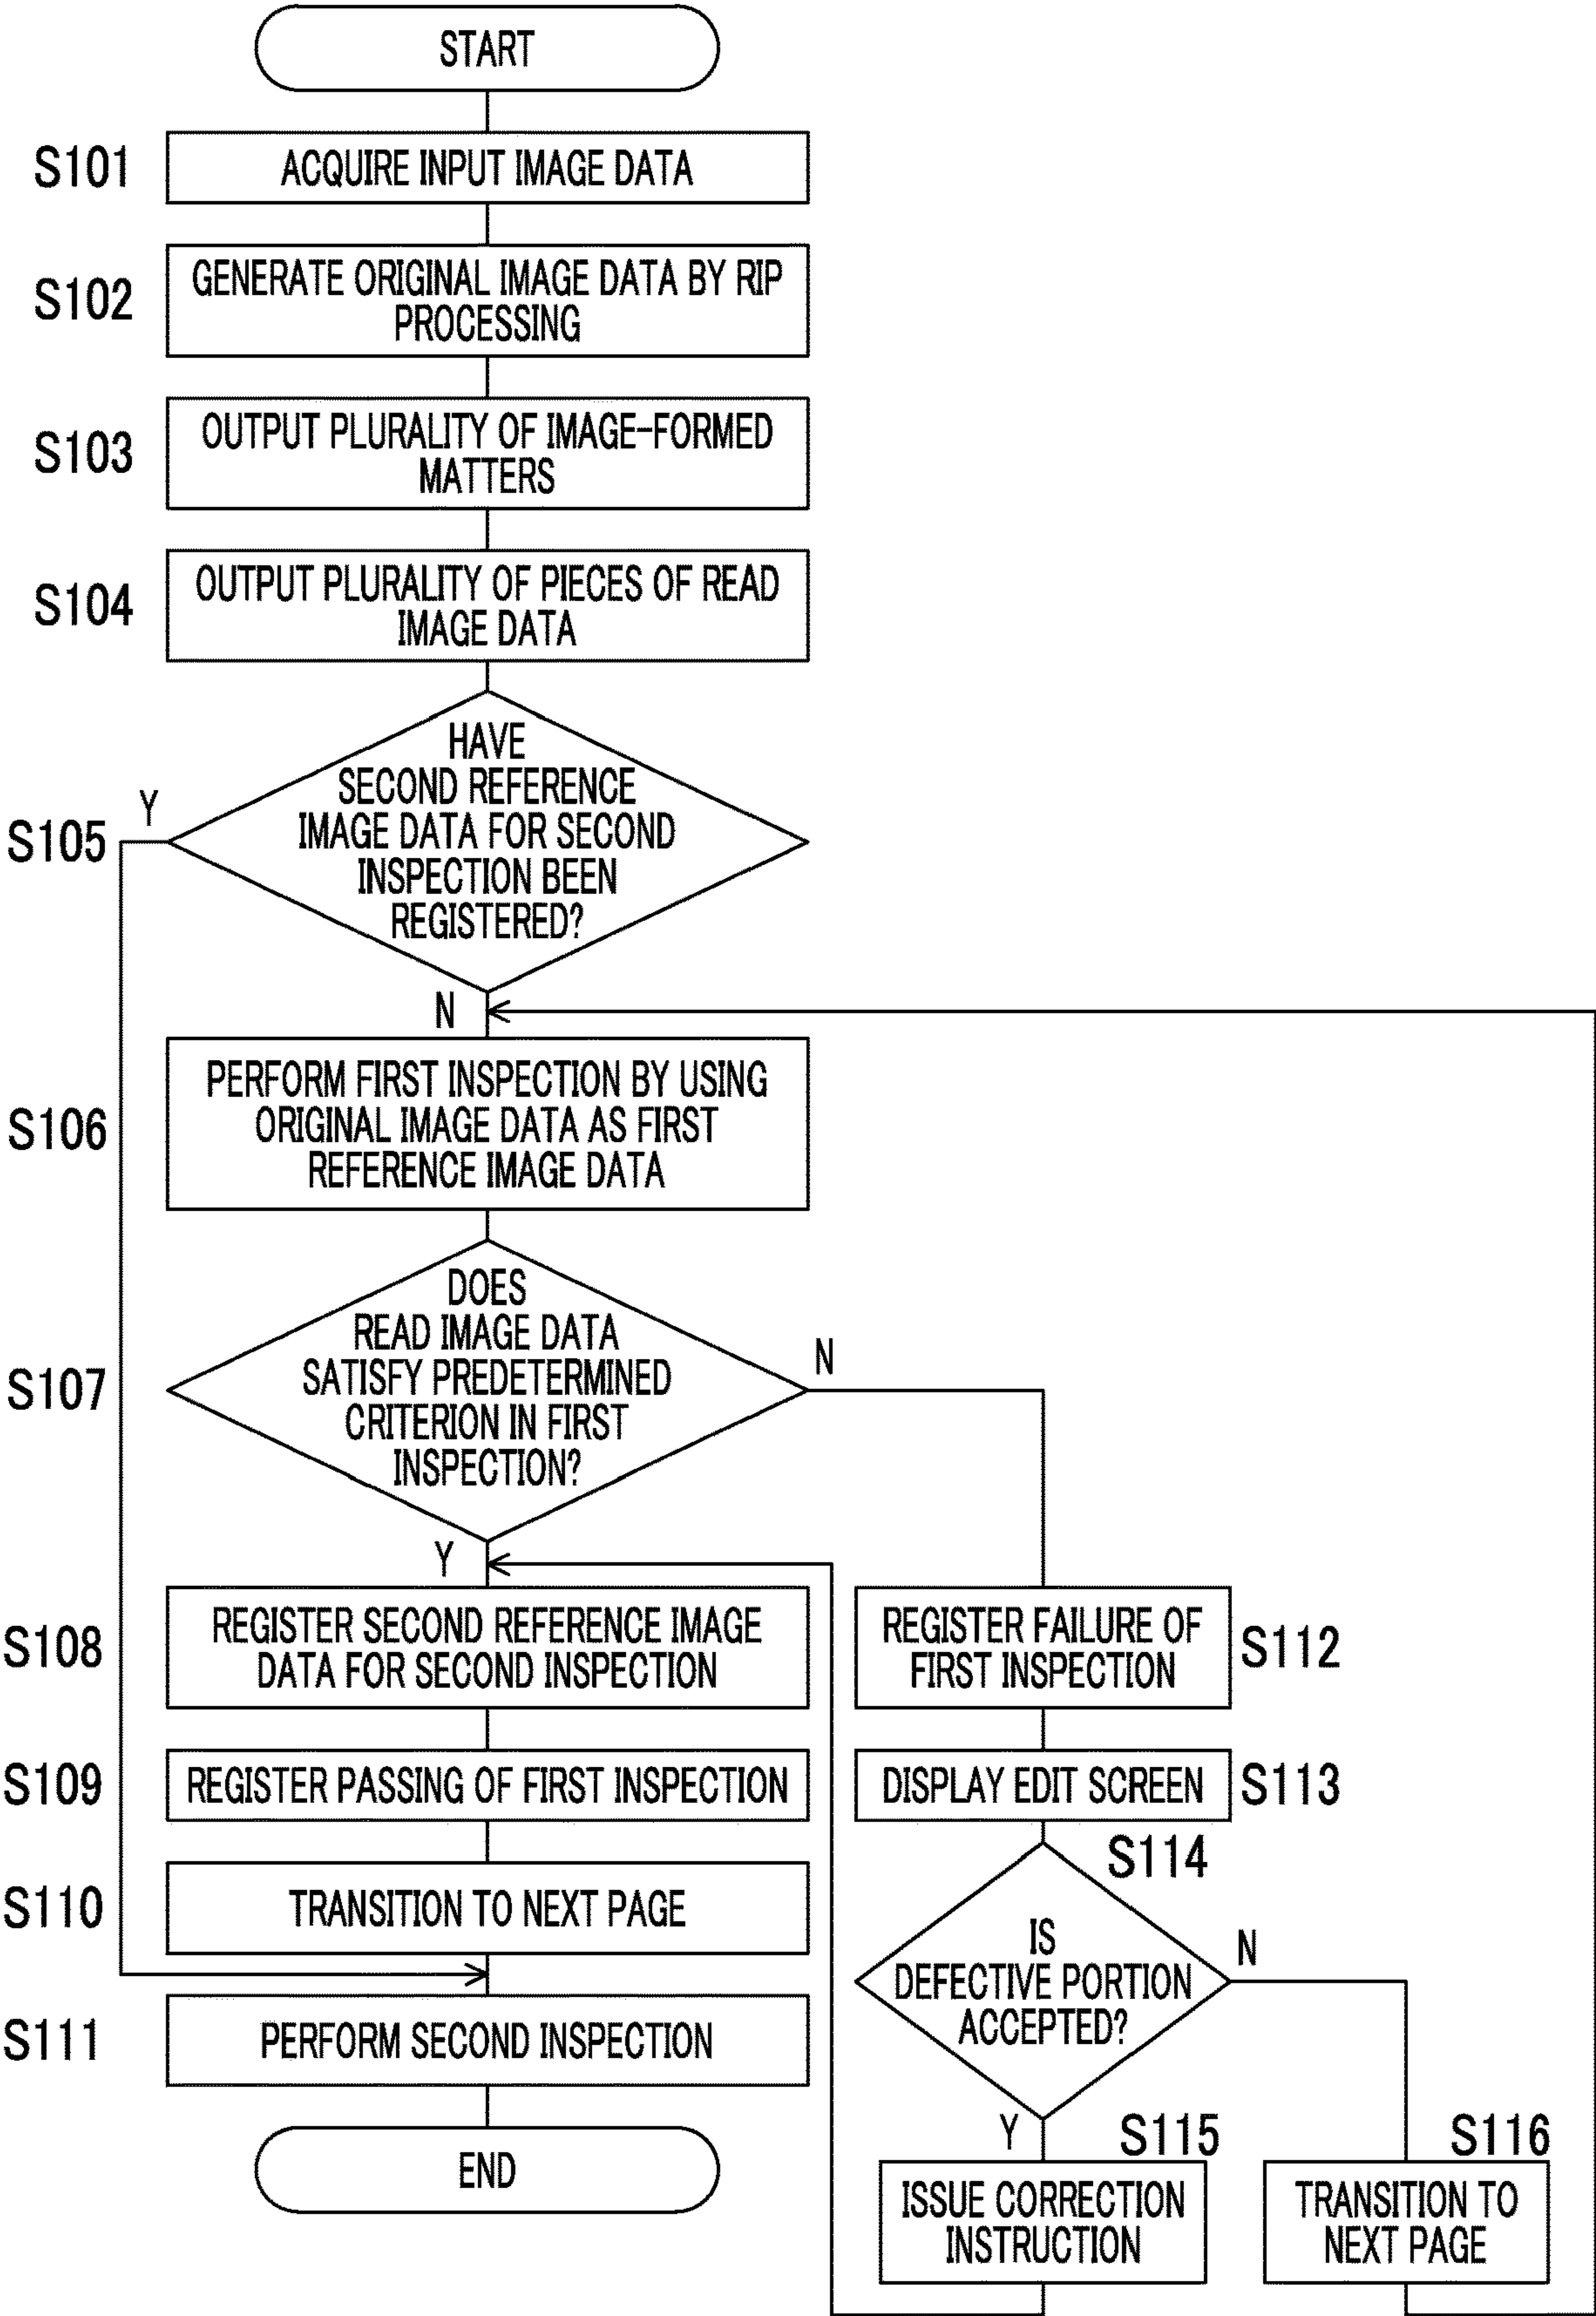 START
S101
ACQUIRE INPUT IMAGE DATA
S102
GENERATE ORIGINAL IMAGE DATA BY RIP
PROCESSING
S103
OUTPUT PLURALITY OF IMAGE-FORMED
MATTERS
S104
OUTPUT PLURALITY OF PIECES OF READ
IMAGE DATA
S105
Y
HAVE
SECOND REFERENCE
IMAGE DATA FOR SECOND
INSPECTION BEEN
REGISTERED?
N
S106
PERFORM FIRST INSPECTION BY USING
ORIGINAL IMAGE DATA AS FIRST
REFERENCE IMAGE DATA
S107
DOES
READ IMAGE DATA
SATISFY PREDETERMINED
CRITERION IN FIRST
INSPECTION?
N
Y
S108
REGISTER SECOND REFERENCE IMAGE
DATA FOR SECOND INSPECTION
S109
REGISTER PASSING OF FIRST INSPECTION
S110
TRANSITION TO NEXT PAGE
S111
PERFORM SECOND INSPECTION
END
REGISTER FAILURE OF
FIRST INSPECTION
S112
DISPLAY EDIT SCREEN
S113
S114
IS
DEFECTIVE PORTION
ACCEPTED?
N
Y
S115
ISSUE CORRECTION
INSTRUCTION
S116
TRANSITION TO
NEXT PAGE